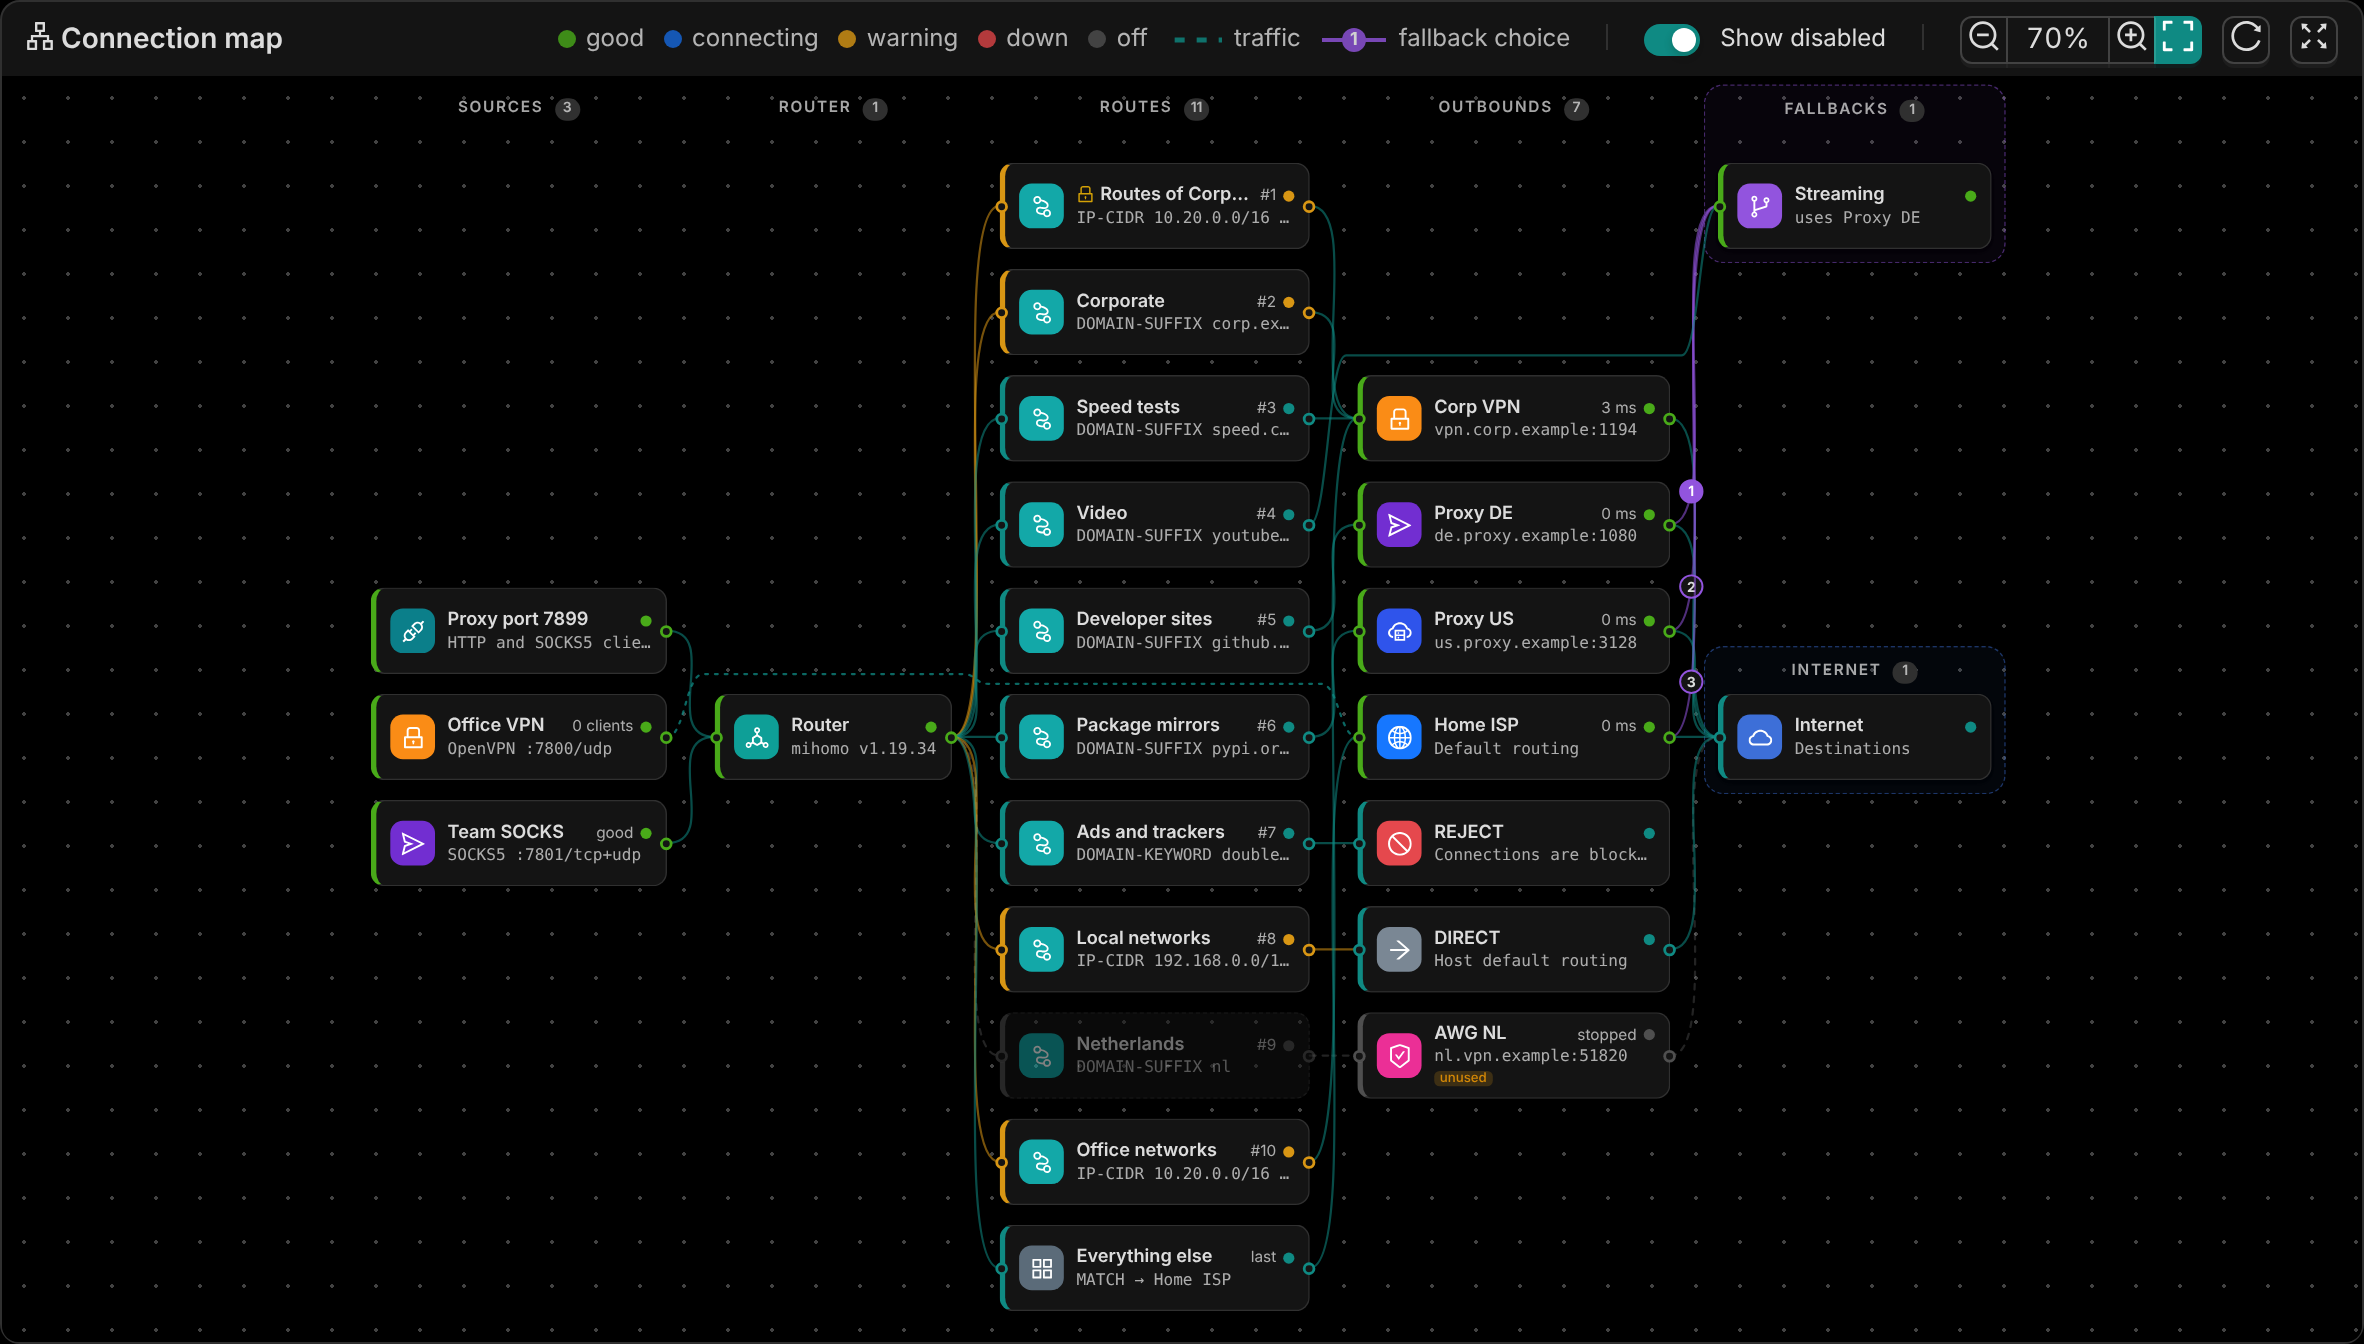 Connection map
good
connecting
warning
down
off
traffic
1
fallback choice
Show disabled
70%
SOURCES 3
ROUTER 1
ROUTES 11
OUTBOUNDS 7
FALLBACKS 1
Proxy port 7899
HTTP and SOCKS5 clie…
Office VPN 0 clients
OpenVPN :7800/udp
Team SOCKS good
SOCKS5 :7801/tcp+udp
Router
mihomo v1.19.34
Routes of Corp... #1
IP-CIDR 10.20.0.0/16 …
Corporate #2
DOMAIN-SUFFIX corp.ex…
Speed tests #3
DOMAIN-SUFFIX speed.c…
Video #4
DOMAIN-SUFFIX youtube…
Developer sites #5
DOMAIN-SUFFIX github.…
Package mirrors #6
DOMAIN-SUFFIX pypi.or…
Ads and trackers #7
DOMAIN-KEYWORD double…
Local networks #8
IP-CIDR 192.168.0.0/1…
Netherlands #9
DOMAIN-SUFFIX nl
Office networks #10
IP-CIDR 10.20.0.0/16 …
Everything else last
MATCH → Home ISP
Corp VPN 3 ms
vpn.corp.example:1194
Proxy DE 0 ms
de.proxy.example:1080
Proxy US 0 ms
us.proxy.example:3128
Home ISP 0 ms
Default routing
REJECT
Connections are block…
DIRECT
Host default routing
AWG NL stopped
nl.vpn.example:51820
unused
1
2
3
Streaming
uses Proxy DE
INTERNET 1
Internet
Destinations